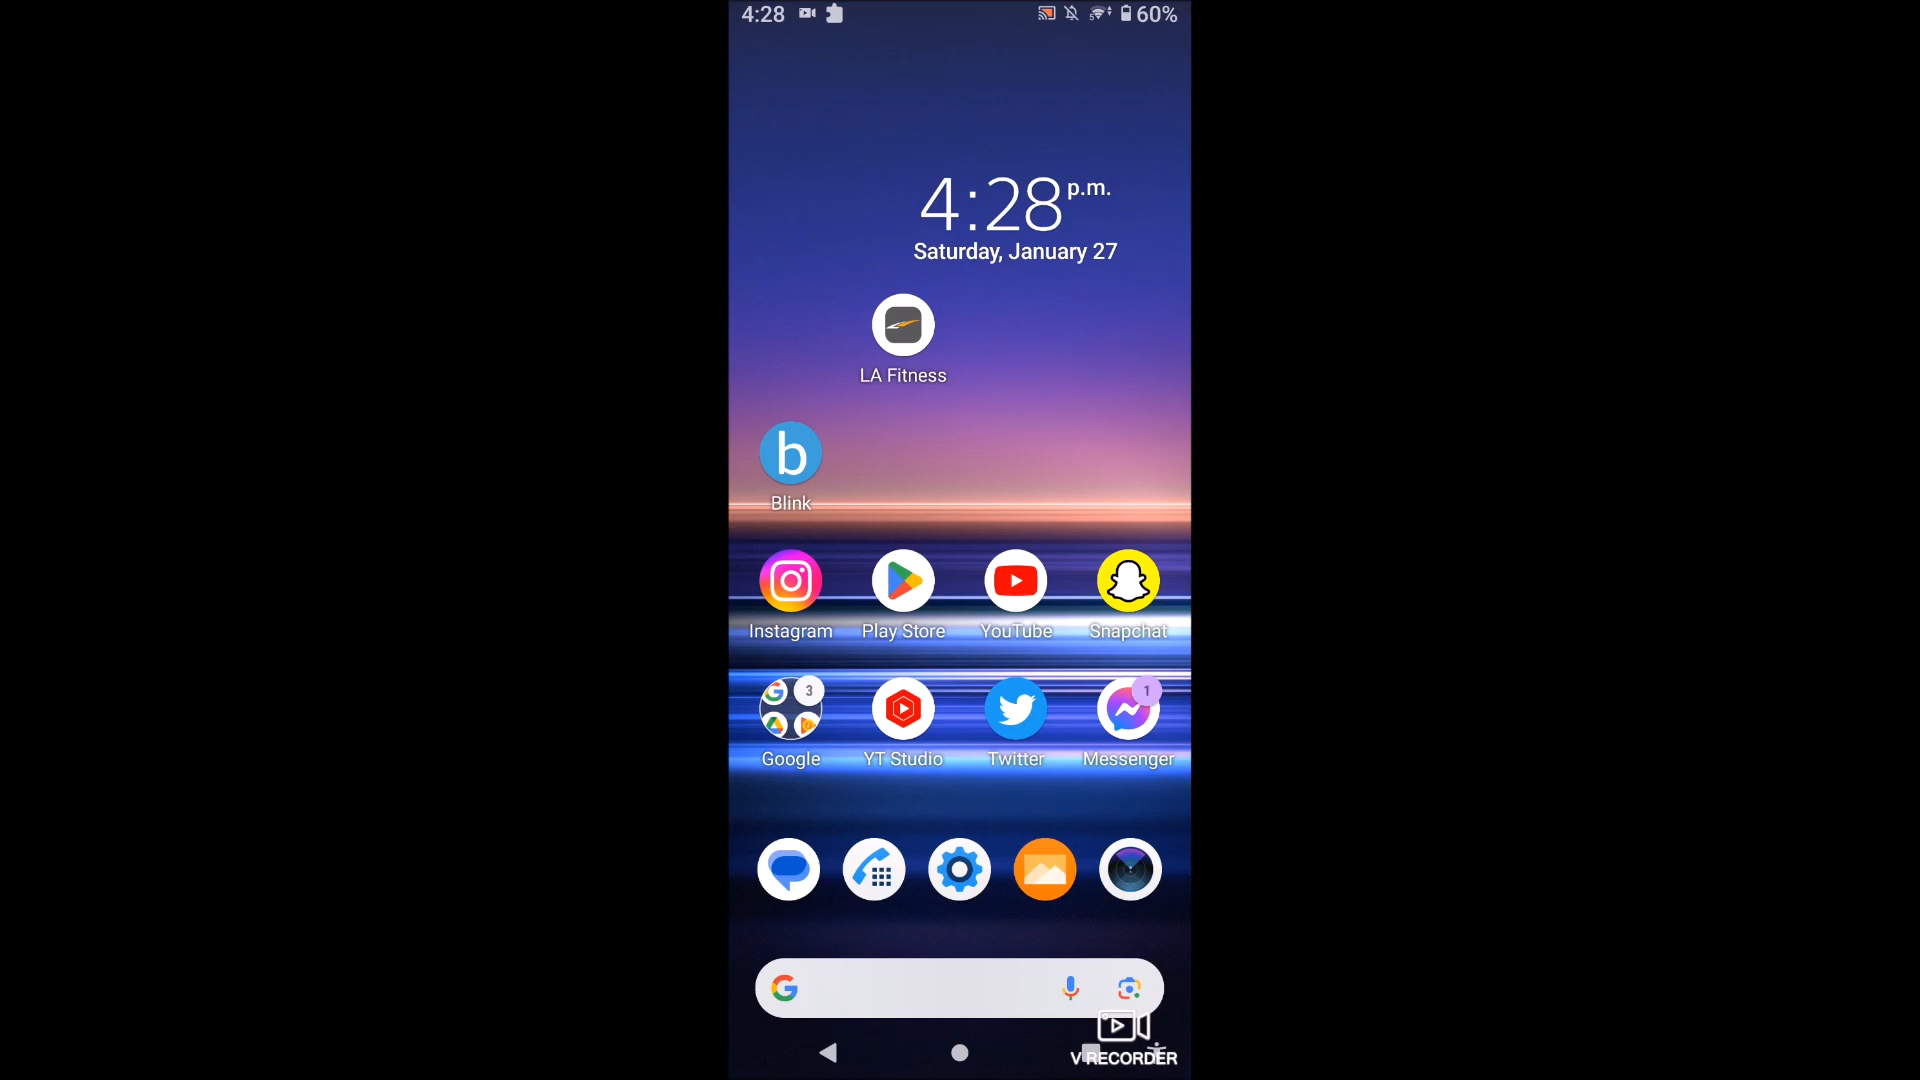 4:28 60%
4:28 p.m.
Saturday, January 27
LA Fitness
b
Blink
Instagram Play Store YouTube Snapchat
3 1
Google YT Studio Twitter Messenger
V RECORDER